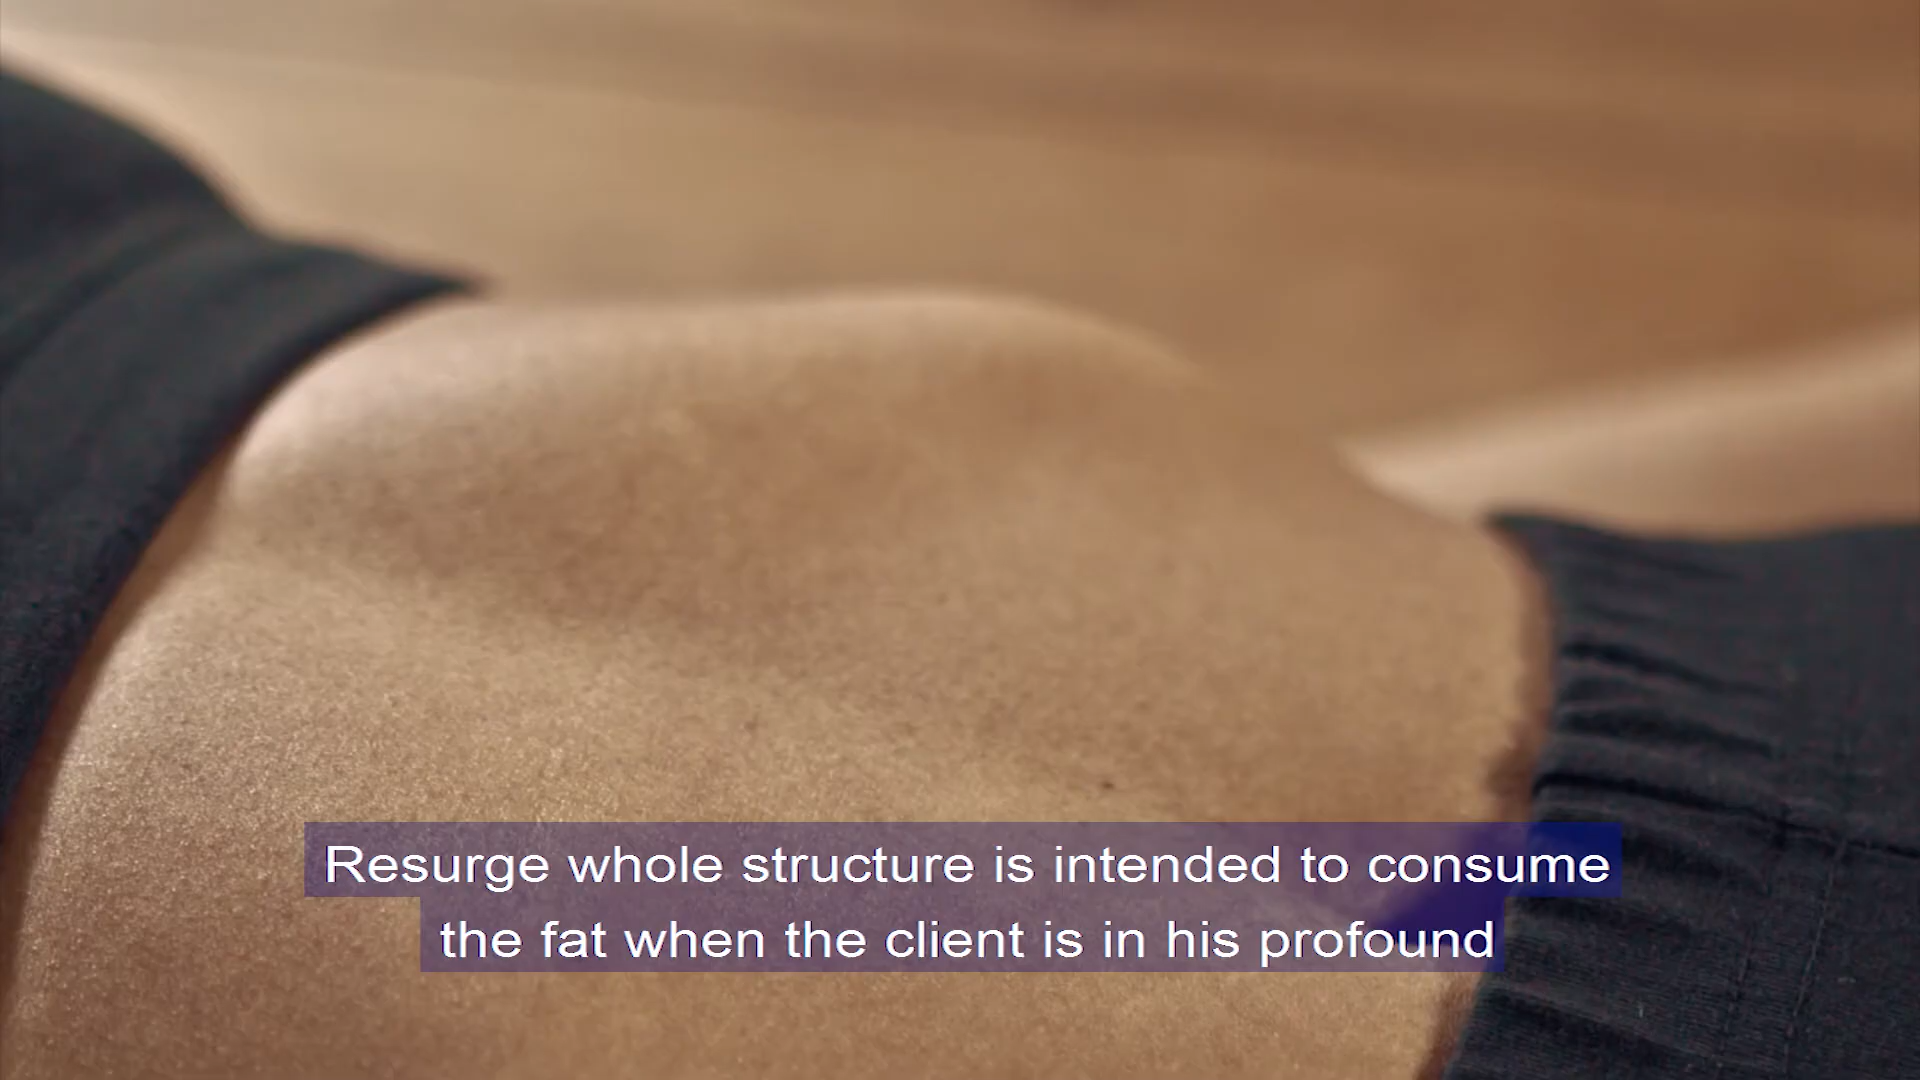 Resurge whole structure is intended to consume
the fat when the client is in his profound